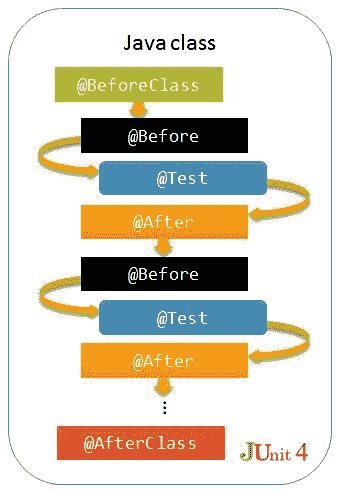 Java class
@BeforeClass
@Before
@Test
@After
@Before
@Test
@After
⋮
@AfterClass
JUnit 4